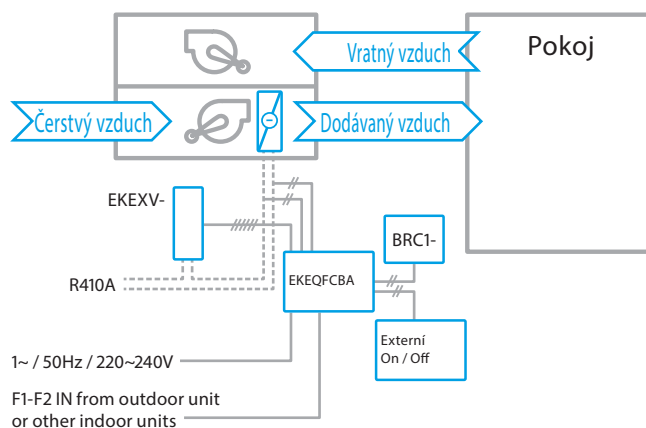 Vratný vzduch
Pokoj
Čerstvý vzduch
Dodávaný vzduch
EKEXV-
BRC1-
R410A
EKEQFCBA
Externí
On / Off
1~ / 50Hz / 220~240V
F1-F2 IN from outdoor unit
or other indoor units